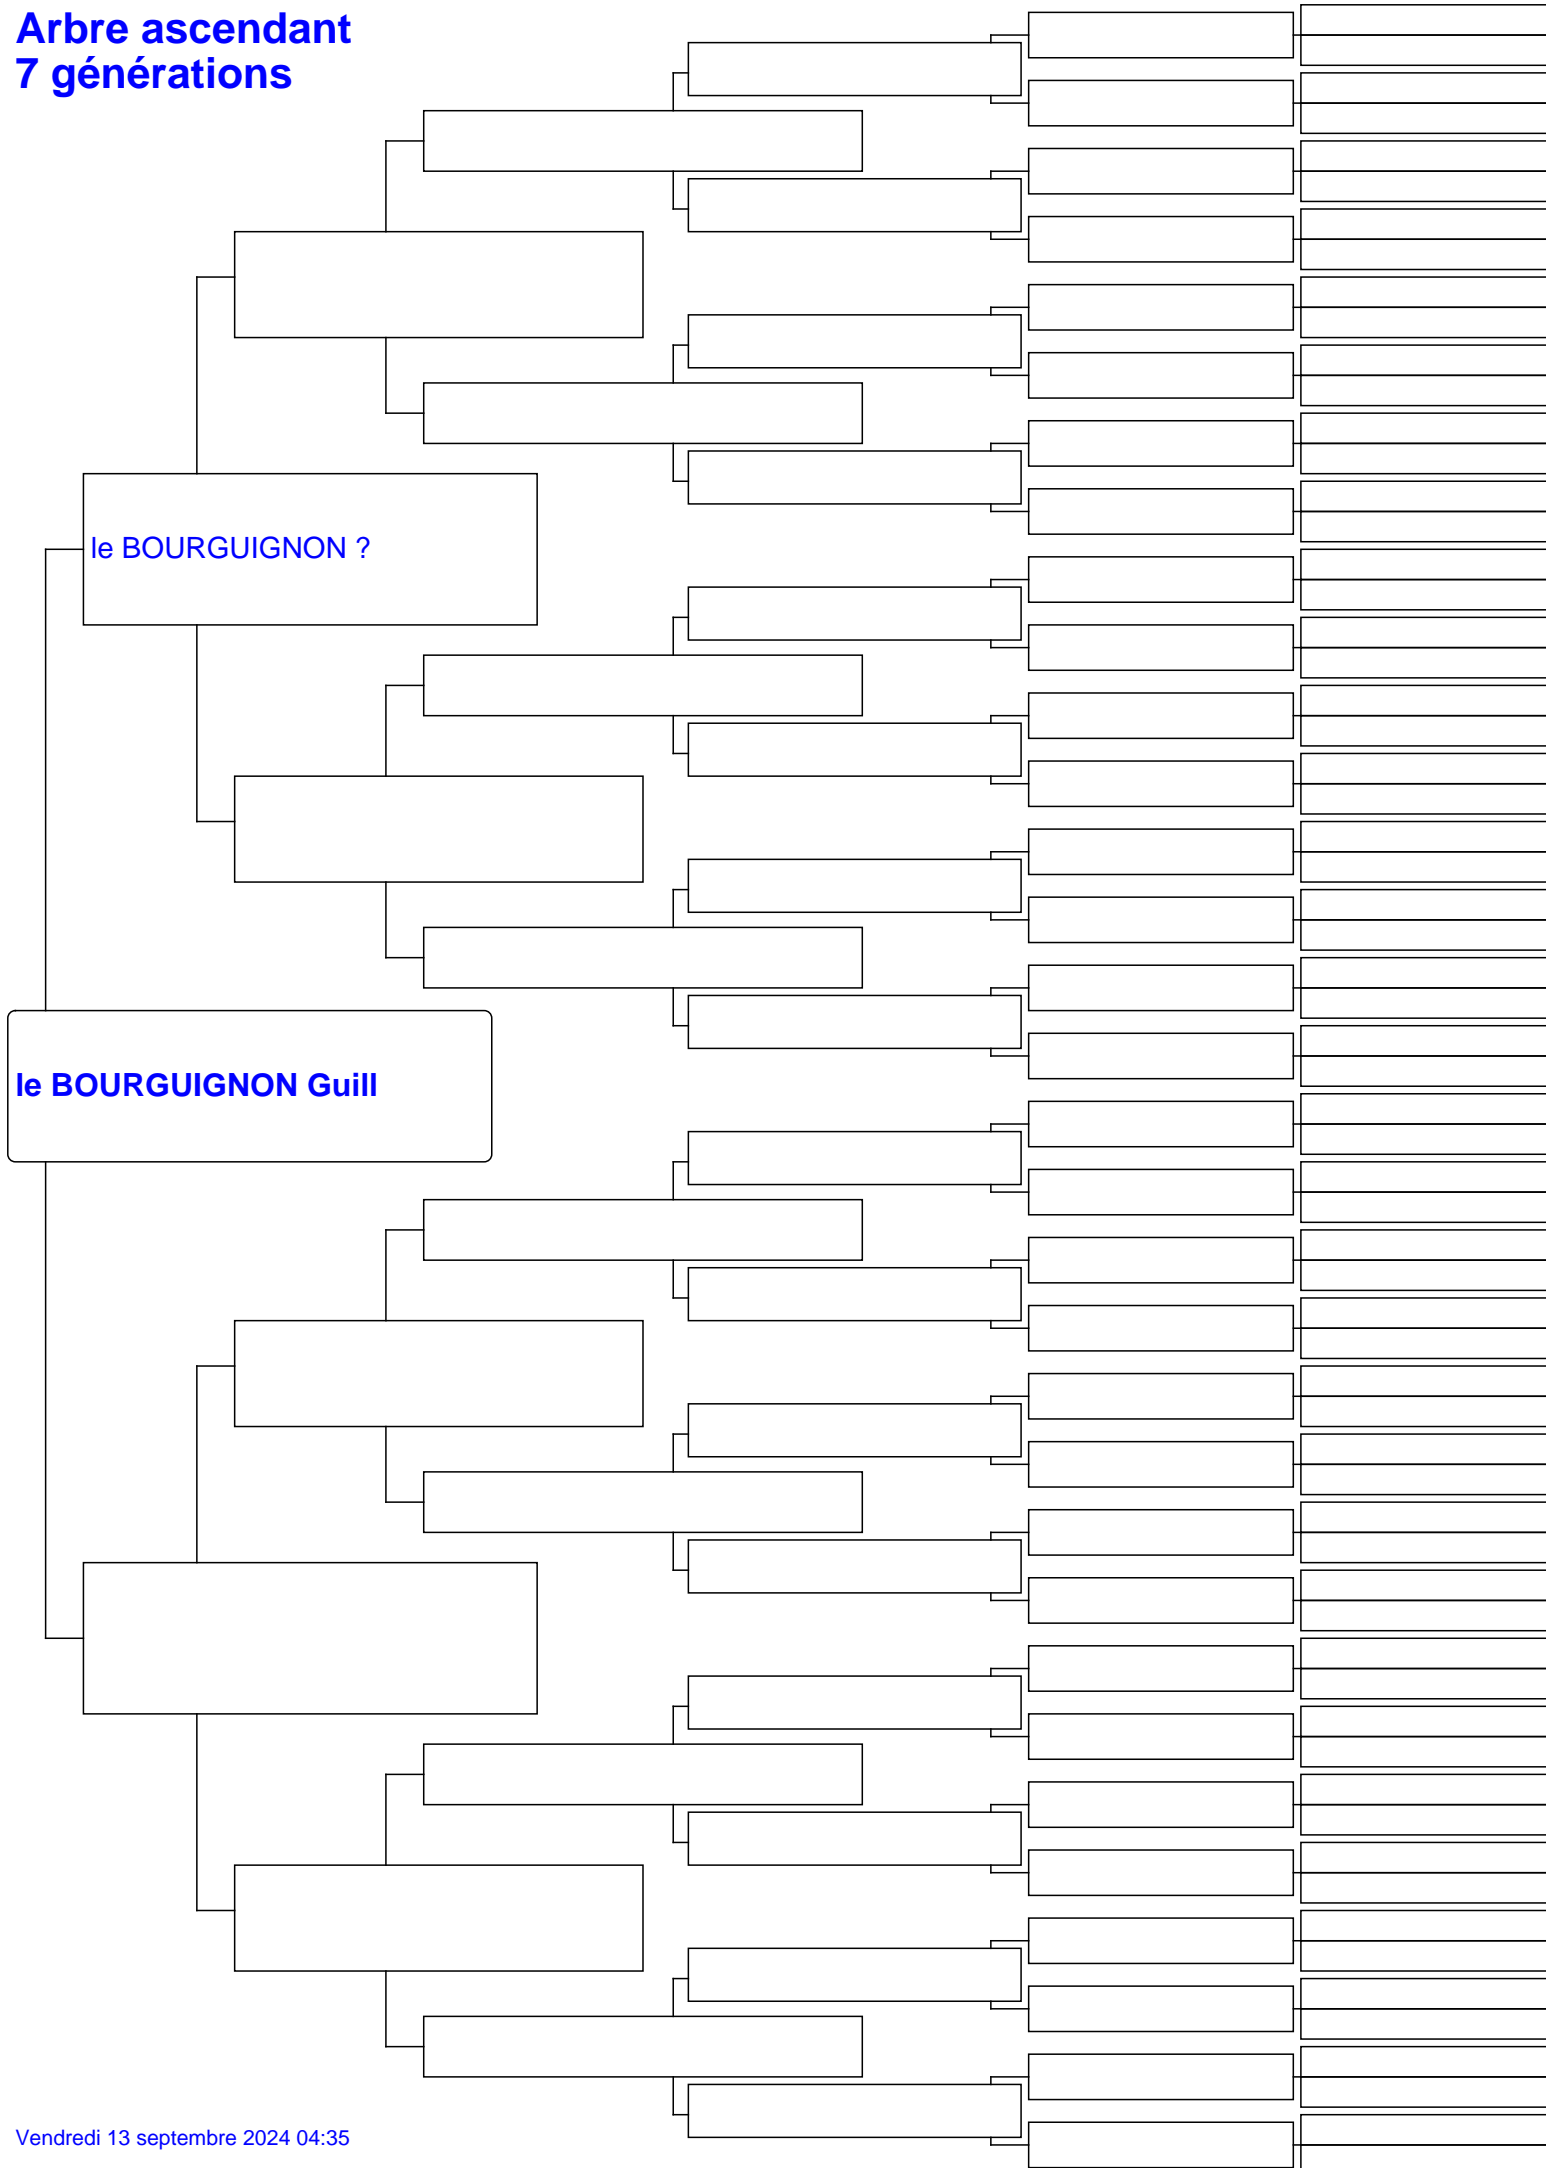 Arbre ascendant
7 générations
le BOURGUIGNON ?
le BOURGUIGNON Guill
Vendredi 13 septembre 2024 04:35